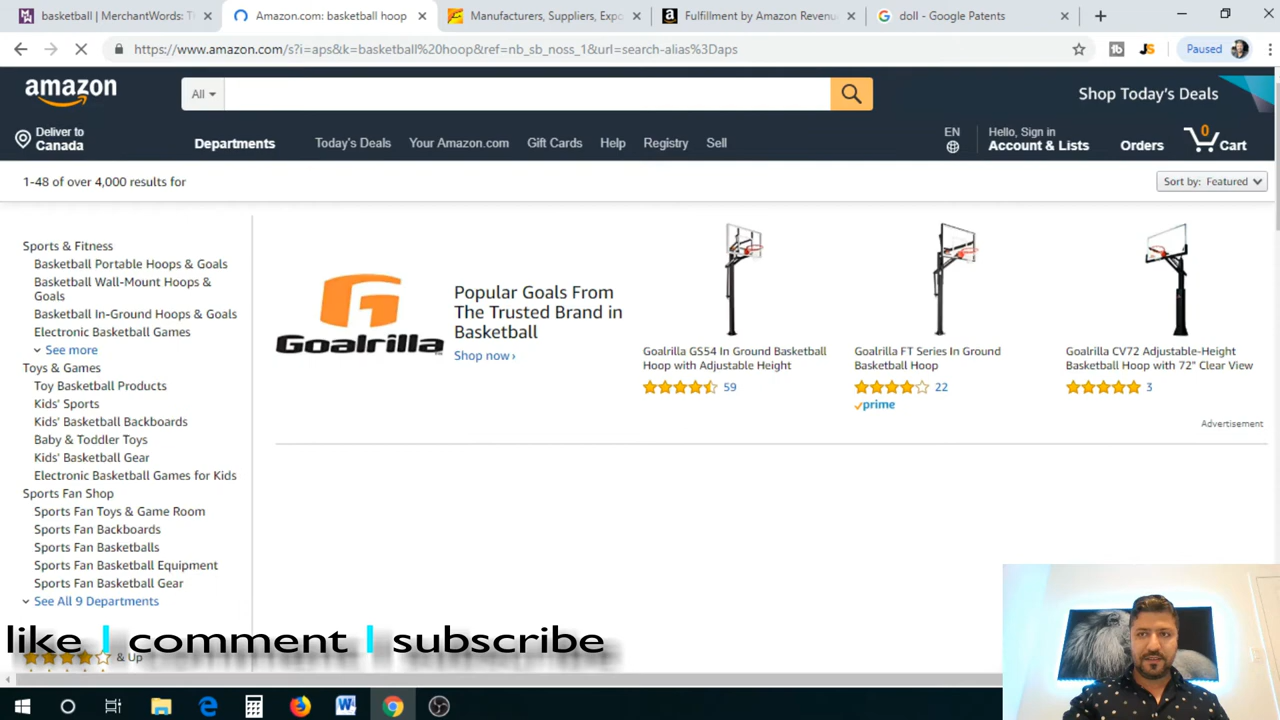 basketball | MerchantWords: Th
Amazon.com: basketball hoop
Manufacturers, Suppliers, Expo
Fulfillment by Amazon Revenu
doll - Google Patents
https://www.amazon.com/s?i=aps&k=basketball%20hoop&ref=nb_sb_noss_1&url=search-alias%3Daps
Paused
amazon
All
Shop Today's Deals
Deliver to
Canada
Departments
Today's Deals
Your Amazon.com
Gift Cards
Help
Registry
Sell
EN
Hello, Sign in
Account & Lists
Orders
0
Cart
1-48 of over 4,000 results for
Sort by: Featured
Sports & Fitness
Basketball Portable Hoops & Goals
Basketball Wall-Mount Hoops &
Goals
Basketball In-Ground Hoops & Goals
Electronic Basketball Games
See more
Toys & Games
Toy Basketball Products
Kids' Sports
Kids' Basketball Backboards
Baby & Toddler Toys
Kids' Basketball Gear
Electronic Basketball Games for Kids
Sports Fan Shop
Sports Fan Toys & Game Room
Sports Fan Backboards
Sports Fan Basketballs
Sports Fan Basketball Equipment
Sports Fan Basketball Gear
See All 9 Departments
& Up
Goalrilla
Popular Goals From
The Trusted Brand in
Basketball
Shop now ›
Goalrilla GS54 In Ground Basketball
Hoop with Adjustable Height
59
Goalrilla FT Series In Ground
Basketball Hoop
22
prime
Goalrilla CV72 Adjustable-Height
Basketball Hoop with 72" Clear View
3
Advertisement
like | comment | subscribe